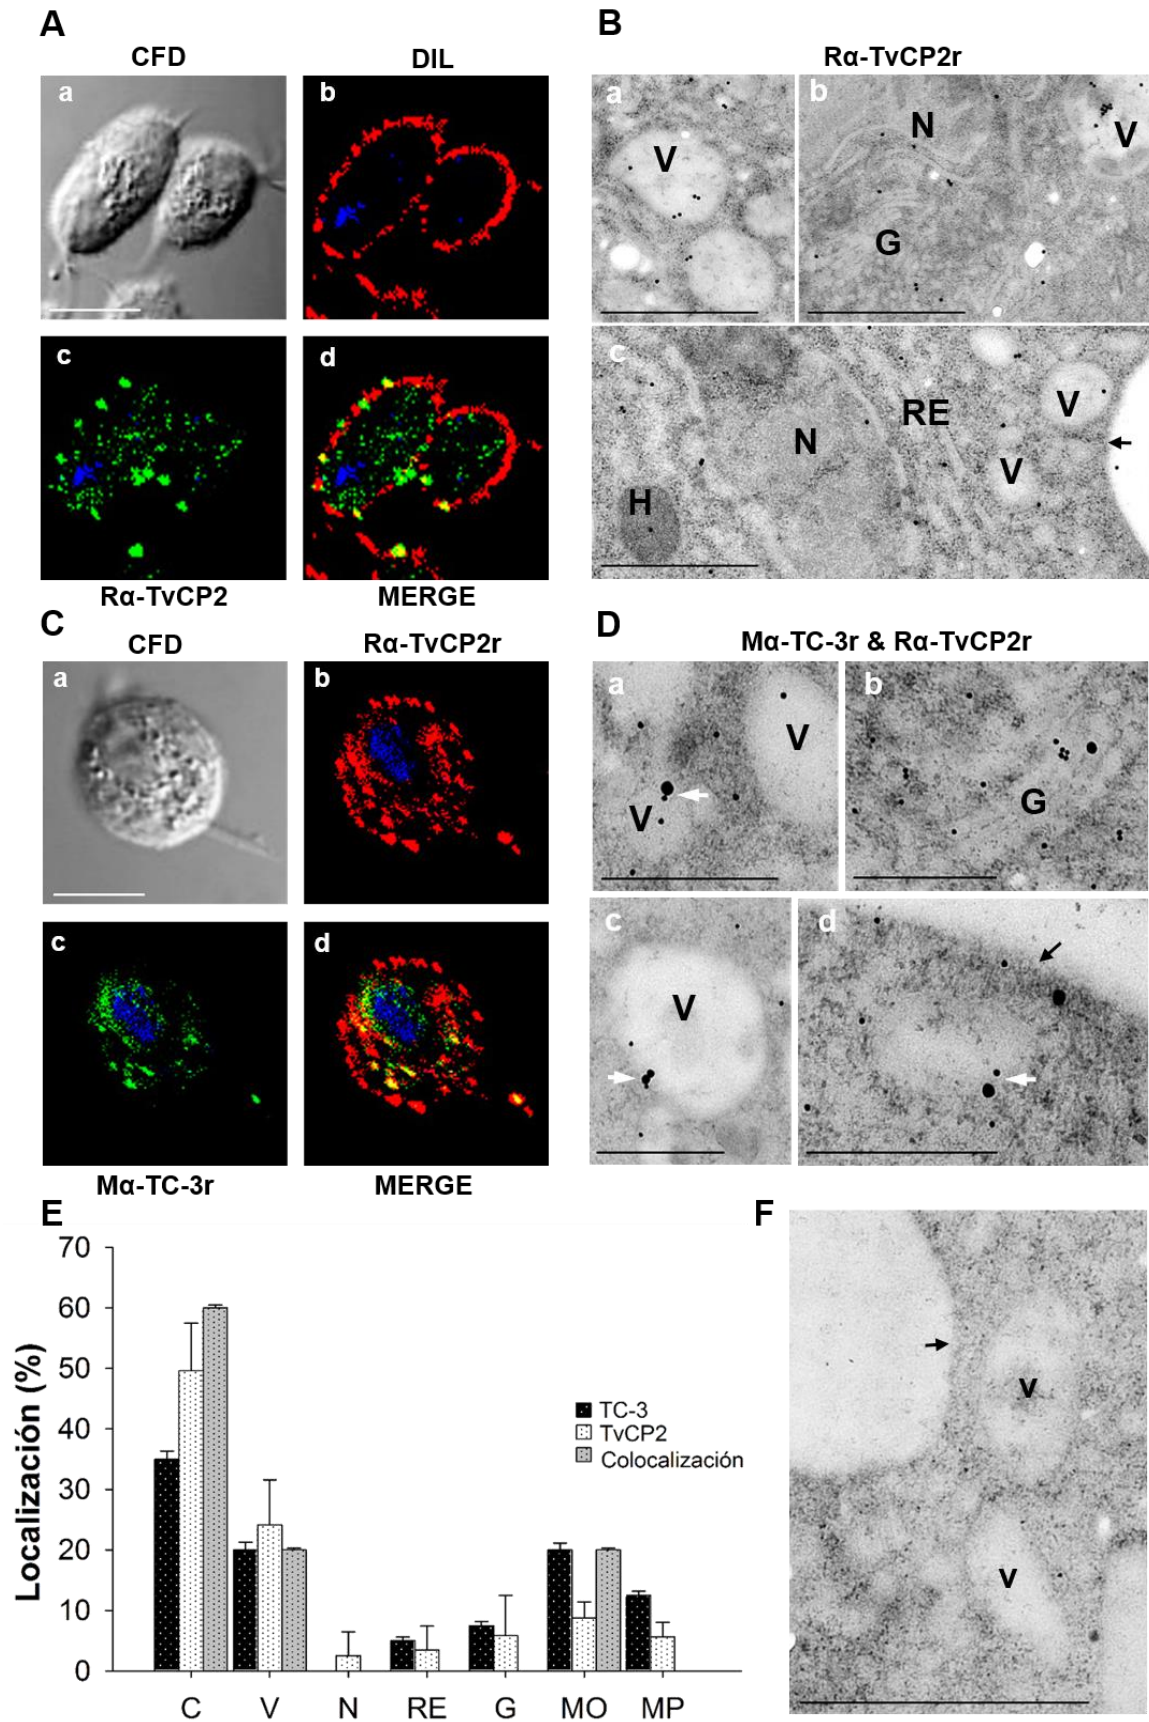 A
CFD
DIL
a
b
c
d
Rα-TvCP2
MERGE
B
Rα-TvCP2r
a
V
b
N
V
G
c
RE
V
N
V
H
C
CFD
Rα-TvCP2r
a
b
c
d
Mα-TC-3r
MERGE
D
Mα-TC-3r & Rα-TvCP2r
a
V
V
b
G
c
V
d
E
70
60
50
40
30
20
10
0
Localización (%)
TC-3
TvCP2
Colocalización
C V N RE G MO MP
F
v
v